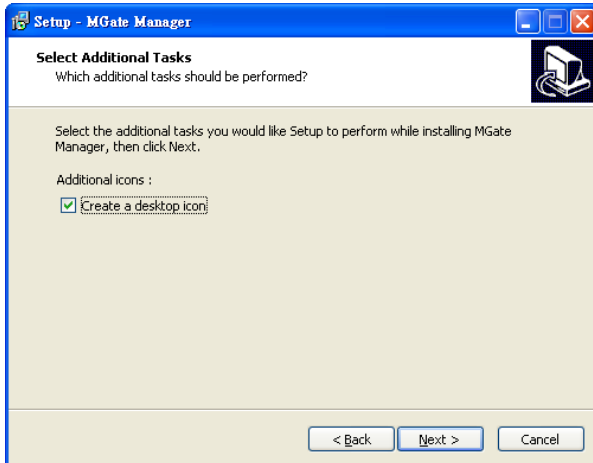 Setup - MGate Manager
Select Additional Tasks
Which additional tasks should be performed?
Select the additional tasks you would like Setup to perform while installing MGate
Manager, then click Next.
Additional icons :
Create a desktop icon
< Back
Next >
Cancel